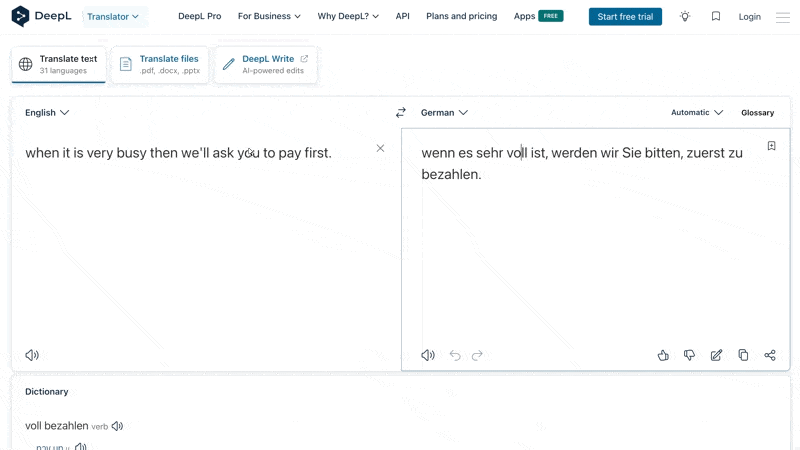 DeepL Translator DeepL Pro For Business Why DeepL? API Plans and pricing Apps FREE Start free trial Login
Translate text
31 languages
Translate files
.pdf, .docx, .pptx
DeepL Write
AI-powered edits
English
German Automatic Glossary
when it is very busy then we'll ask you to pay first.
wenn es sehr voll ist, werden wir Sie bitten, zuerst zu
bezahlen.
Dictionary
voll bezahlen verb